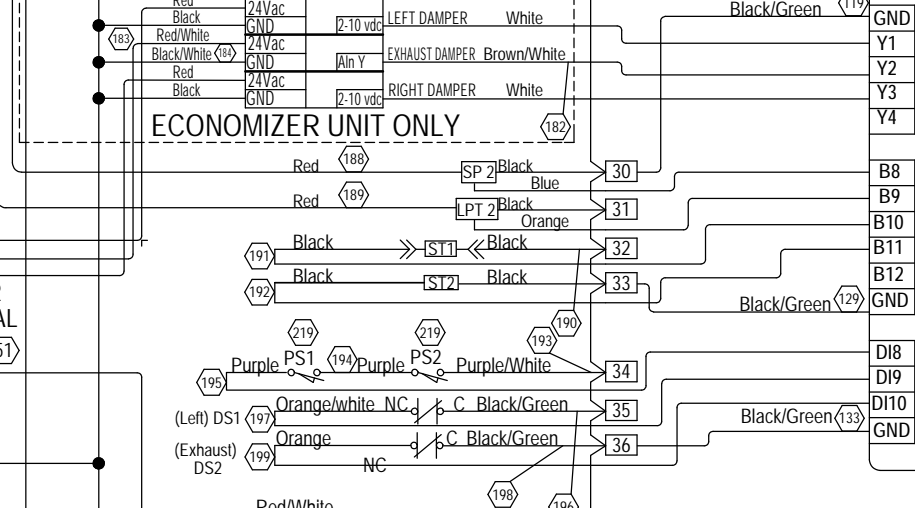 Red
24Vac
Black/Green
119
Black
GND
2-10 vdc
LEFT DAMPER
White
GND
183
Red/White
24Vac
Y1
Black/White
184
GND
AIn Y
EXHAUST DAMPER
Brown/White
Y2
Red
24Vac
Black
GND
2-10 vdc
RIGHT DAMPER
White
Y3
Y4
ECONOMIZER UNIT ONLY
182
Red
188
SP 2
Black
30
B8
Blue
Red
189
LPT 2
Black
31
B9
Orange
B10
191
Black
ST1
Black
32
B11
192
Black
ST2
Black
33
B12
Black/Green
129
GND
AL
51
190
193
219
219
DI8
195
Purple
PS1
194
Purple
PS2
Purple/White
34
DI9
(Left) DS1
197
Orange/white
NC
C
Black/Green
35
DI10
Black/Green
133
GND
(Exhaust)
DS2
199
Orange
C
Black/Green
36
NC
198
196
Red/White